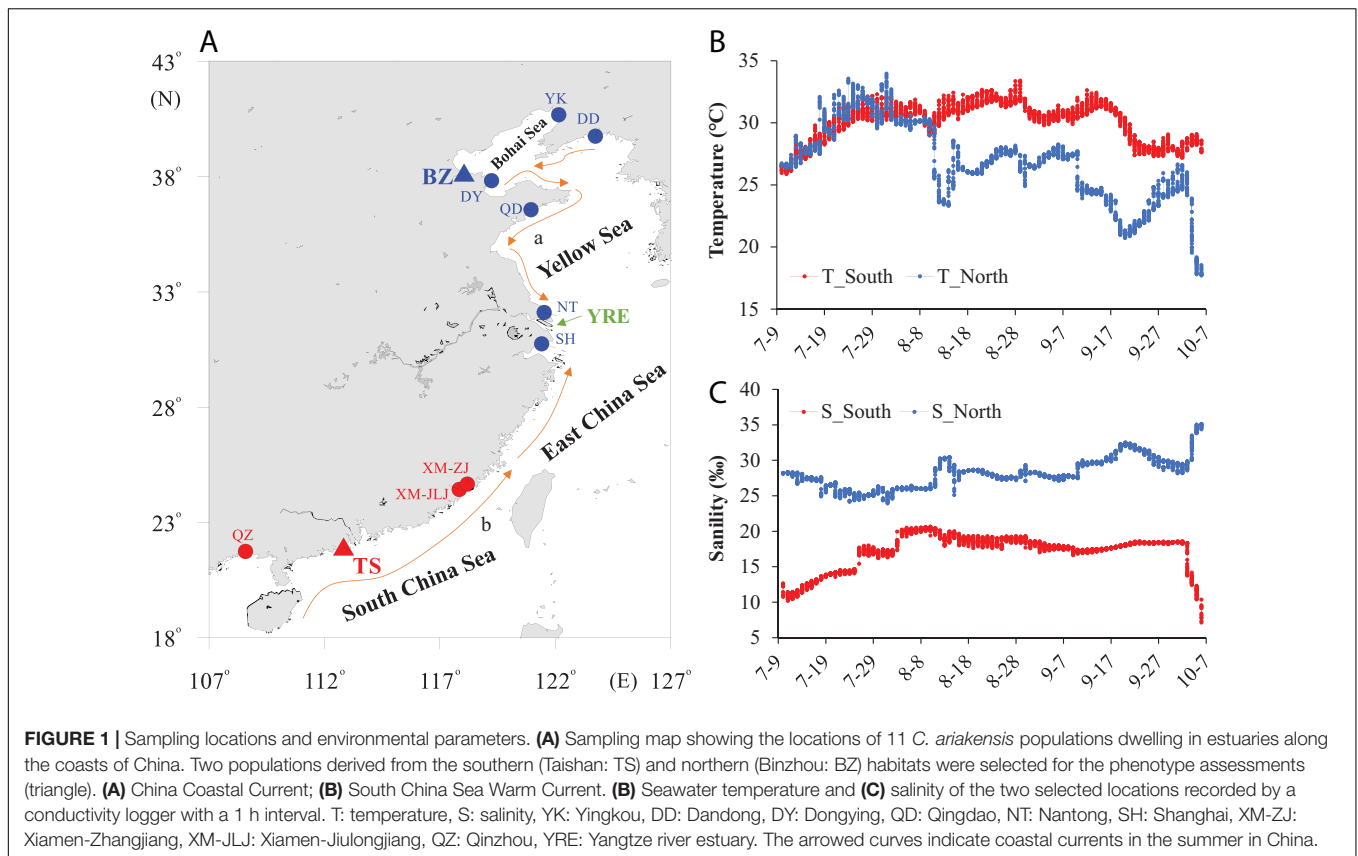 A
43°
(N)
38°
33°
28°
23°
18°
107°
112°
117°
122°
(E)
127°
YK
DD
Bohai Sea
BZ
DY
QD
a
Yellow Sea
NT
YRE
SH
East China Sea
XM-ZJ
XM-JLJ
b
QZ
TS
South China Sea
B
35
30
25
20
15
Temperature (°C)
T_South
T_North
7-9
7-19
7-29
8-8
8-18
8-28
9-7
9-17
9-27
10-7
C
40
35
30
25
20
15
10
5
Sanility (‰)
S_South
S_North
7-9
7-19
7-29
8-8
8-18
8-28
9-7
9-17
9-27
10-7
FIGURE 1 | Sampling locations and environmental parameters. (A) Sampling map showing the locations of 11 C. ariakensis populations dwelling in estuaries along
the coasts of China. Two populations derived from the southern (Taishan: TS) and northern (Binzhou: BZ) habitats were selected for the phenotype assessments
(triangle). (A) China Coastal Current; (B) South China Sea Warm Current. (B) Seawater temperature and (C) salinity of the two selected locations recorded by a
conductivity logger with a 1 h interval. T: temperature, S: salinity, YK: Yingkou, DD: Dandong, DY: Dongying, QD: Qingdao, NT: Nantong, SH: Shanghai, XM-ZJ:
Xiamen-Zhangjiang, XM-JLJ: Xiamen-Jiulongjiang, QZ: Qinzhou, YRE: Yangtze river estuary. The arrowed curves indicate coastal currents in the summer in China.